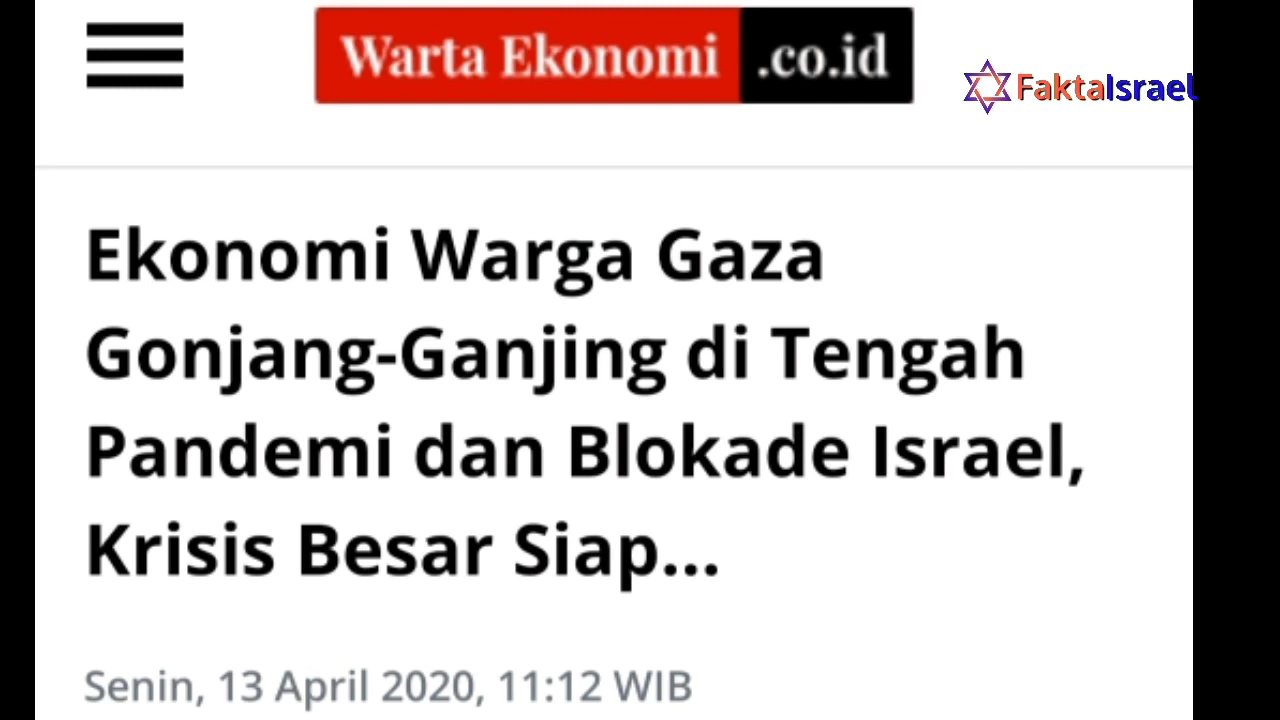 Warta Ekonomi .co.id
FaktaIsrael
Ekonomi Warga Gaza
Gonjang-Ganjing di Tengah
Pandemi dan Blokade Israel,
Krisis Besar Siap...
Senin, 13 April 2020, 11:12 WIB